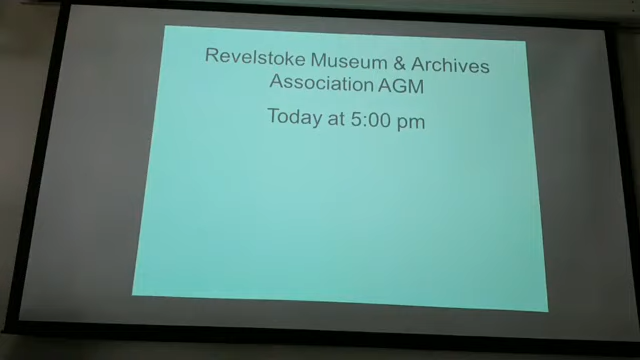 Revelstoke Museum & Archives
Association AGM
Today at 5:00 pm